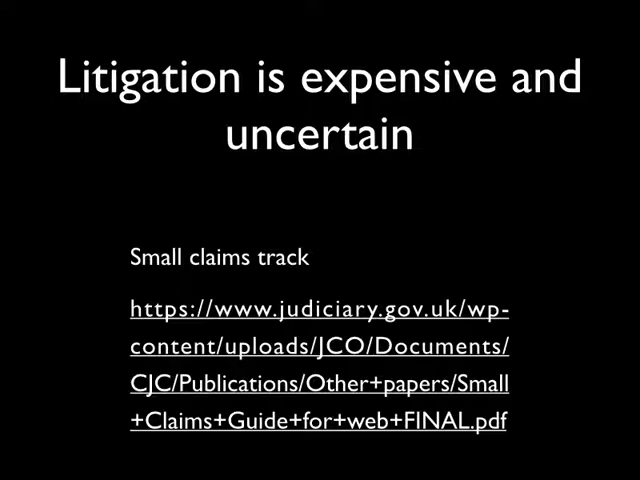 Litigation is expensive and
uncertain
Small claims track
https://www.judiciary.gov.uk/wp-
content/uploads/JCO/Documents/
CJC/Publications/Other+papers/Small
+Claims+Guide+for+web+FINAL.pdf